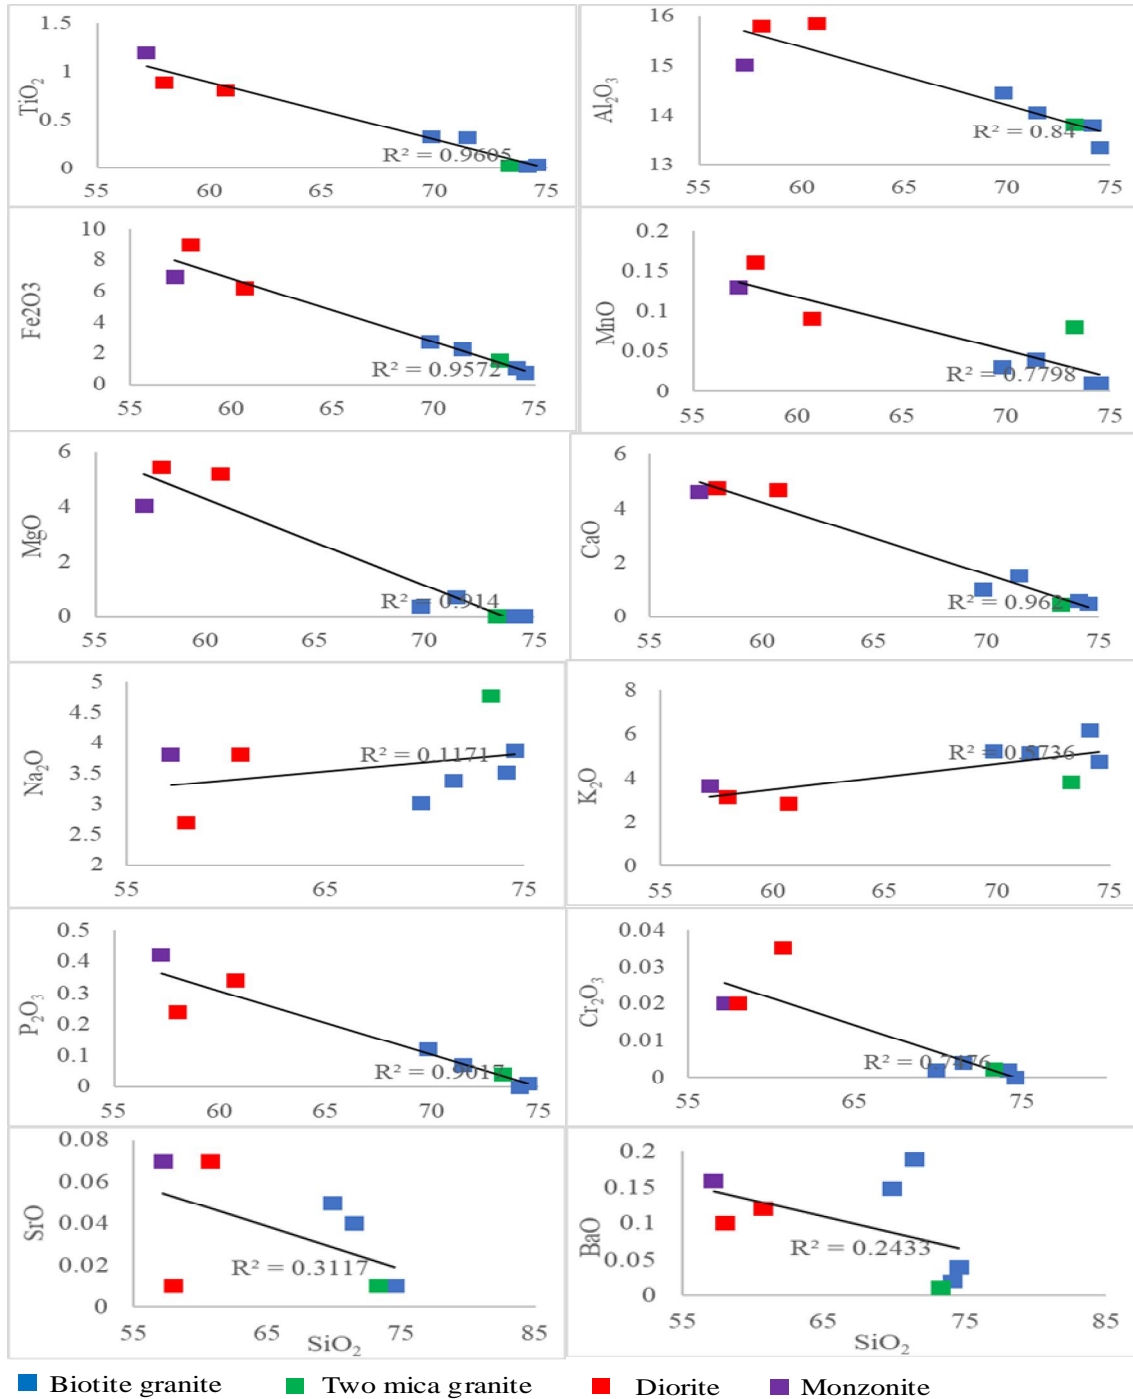 1.5
1
0.5
0
TiO₂
R² = 0.9605
55 60 65 70 75
16
15
14
13
Al₂O₃
R² = 0.84
55 60 65 70 75
10
8
6
4
2
0
Fe2O3
R² = 0.9572
55 60 65 70 75
0.2
0.15
0.1
0.05
0
MnO
R² = 0.7798
55 60 65 70 75
6
4
2
0
MgO
R² = 0.914
55 60 65 70 75
6
4
2
0
CaO
R² = 0.962
55 60 65 70 75
5
4.5
4
3.5
3
2.5
2
Na₂O
R² = 0.1171
55 65 75
8
6
4
2
0
K₂O
R² = 0.5736
55 60 65 70 75
0.5
0.4
0.3
0.2
0.1
0
P₂O₃
R² = 0.9017
55 60 65 70 75
0.04
0.03
0.02
0.01
0
Cr₂O₃
R² = 0.7476
55 65 75
0.08
0.06
0.04
0.02
0
SrO
R² = 0.3117
55 65 75 85
SiO₂
0.2
0.15
0.1
0.05
0
BaO
R² = 0.2433
55 65 75 85
SiO₂
Biotite granite Two mica granite Diorite Monzonite